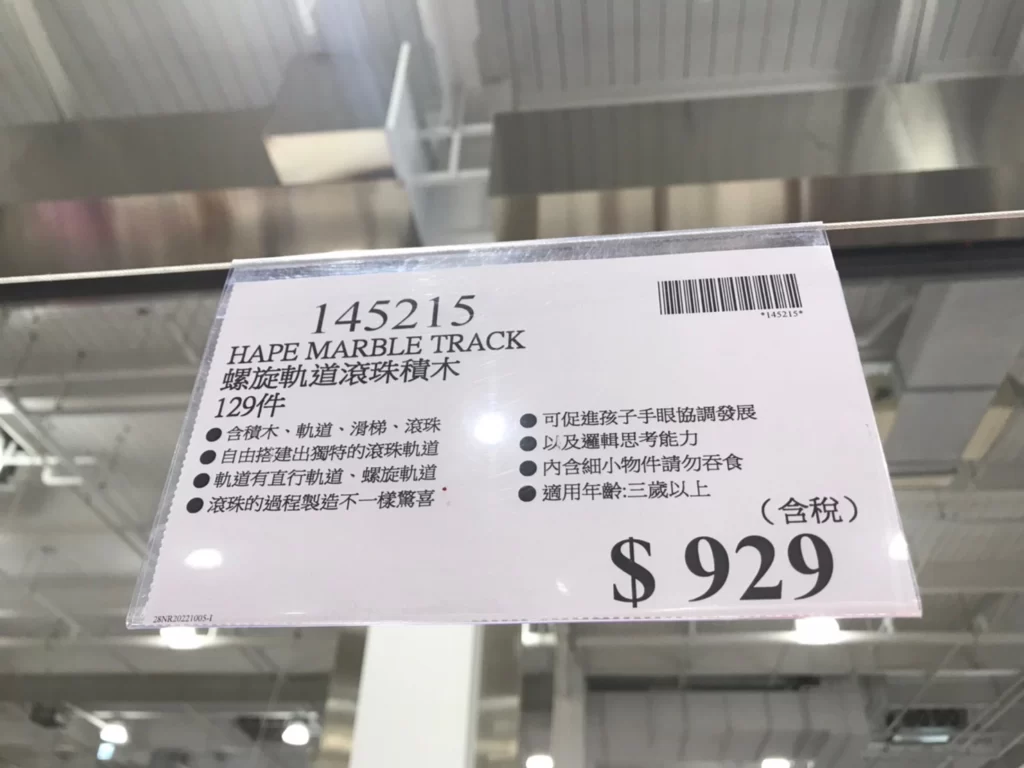 145215
HAPE MARBLE TRACK
螺旋軌道滾珠積木
129件
●含積木、軌道、滑梯、滾珠
●自由搭建出獨特的滾珠軌道
●軌道有直行軌道、螺旋軌道
●滾珠的過程製造不一樣驚喜
*145215*
●可促進孩子手眼協調發展
●以及邏輯思考能力
●內含細小物件請勿吞食
●適用年齡:三歲以上
（含稅）
$ 929
28NR20221005-I